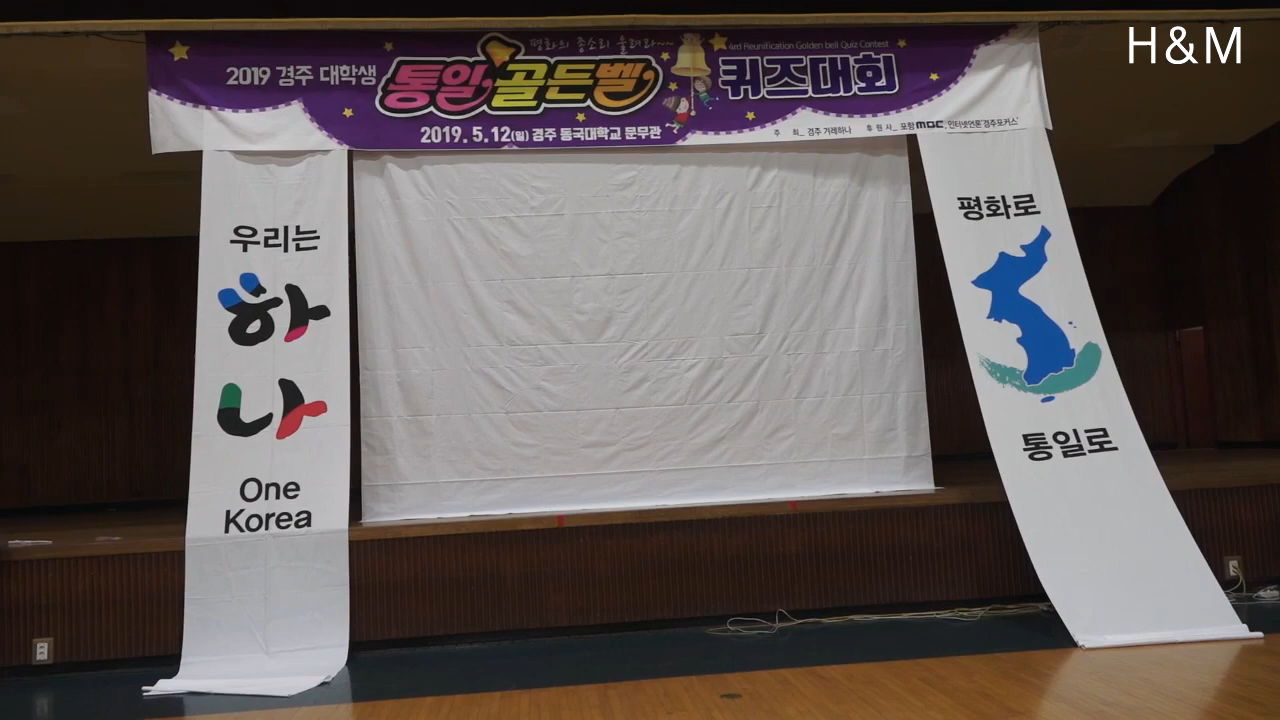 H&M
평화의 종소리 울려라~~
4rd Reunification Golden bell Quiz Contest
2019 경주 대학생 통일 골든벨 퀴즈대회
2019. 5. 12(일) 경주 동국대학교 문무관
주 최_ 경주 겨레하나 후 원 사_ 포항MBC, 인터넷언론'경주포커스'
우리는
하
나
One
Korea
평화로
통일로